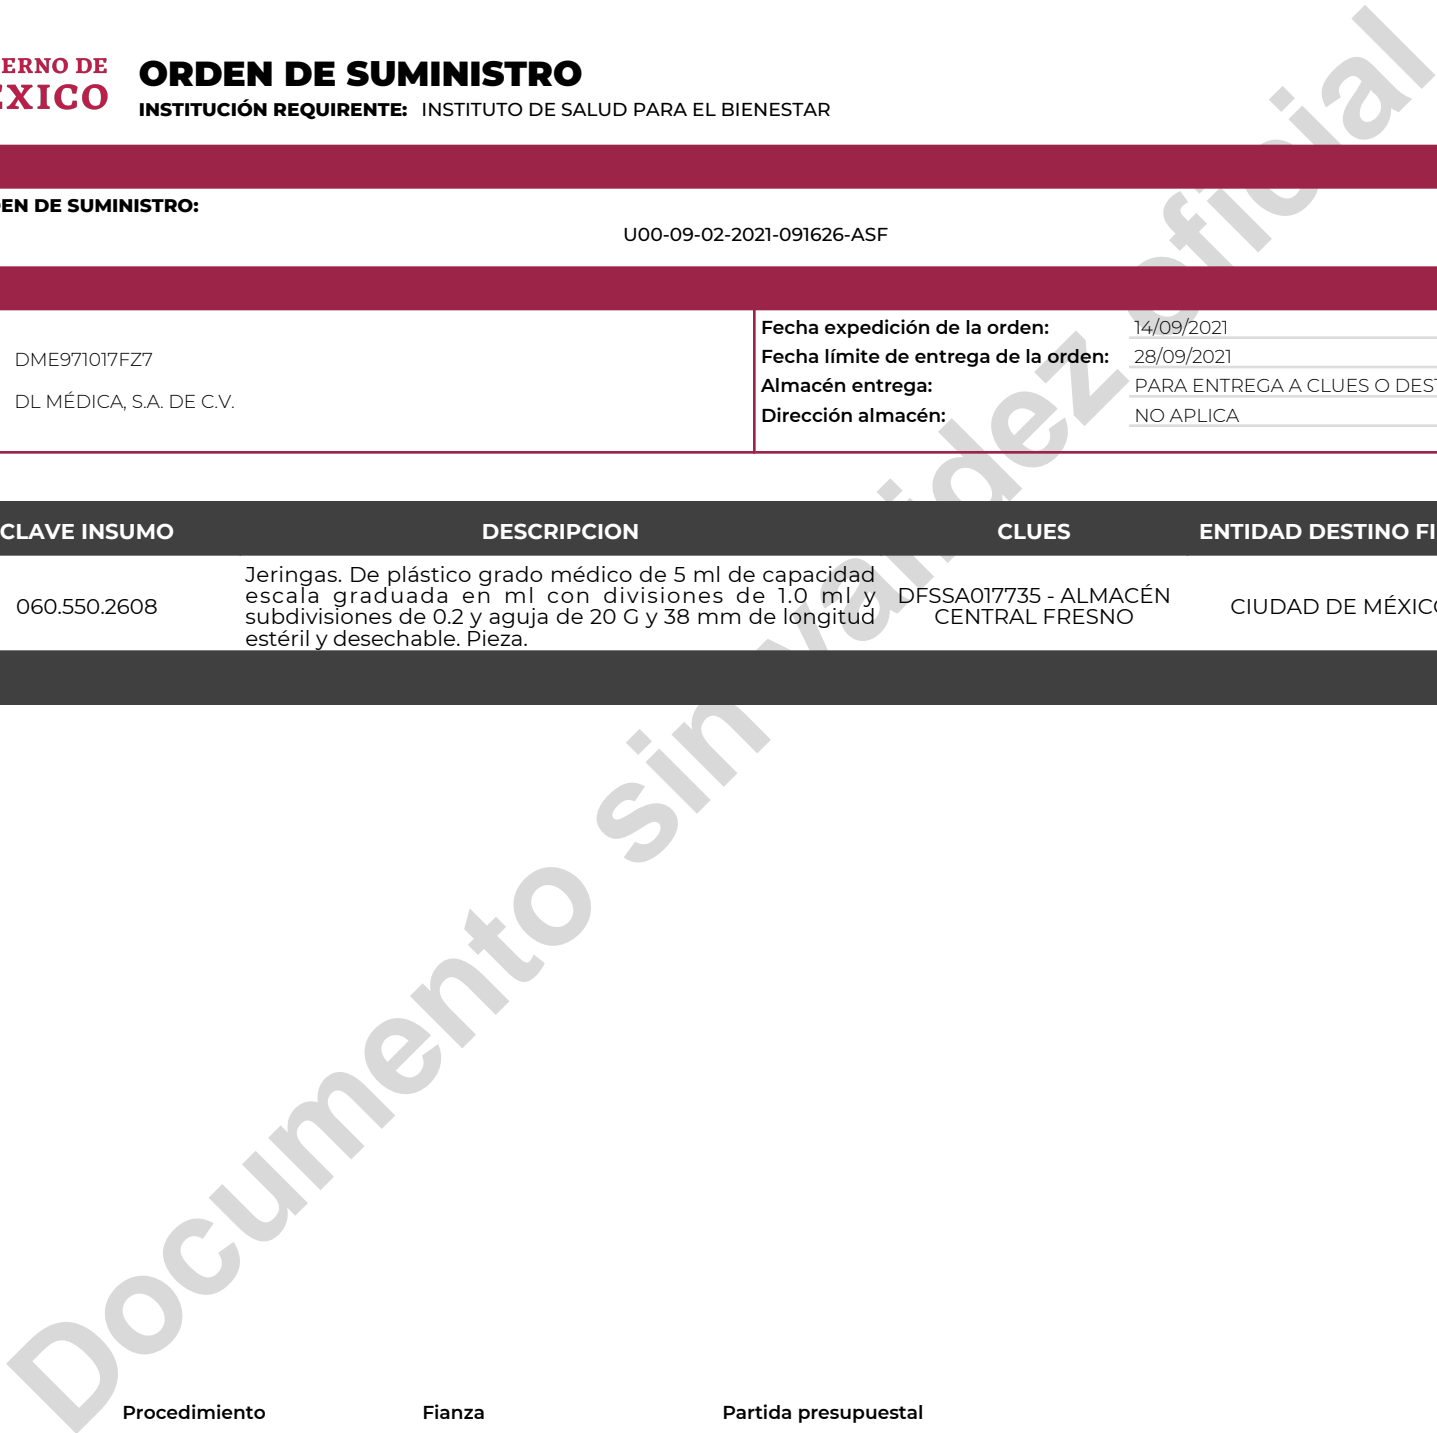 ERNO DE
ÉXICO
ORDEN DE SUMINISTRO
INSTITUCIÓN REQUIRENTE: INSTITUTO DE SALUD PARA EL BIENESTAR
EN DE SUMINISTRO:
U00-09-02-2021-091626-ASF
DME971017FZ7
DL MÉDICA, S.A. DE C.V.
Fecha expedición de la orden: 14/09/2021
Fecha límite de entrega de la orden: 28/09/2021
Almacén entrega: PARA ENTREGA A CLUES O DEST
Dirección almacén: NO APLICA
CLAVE INSUMO DESCRIPCION CLUES ENTIDAD DESTINO FI
060.550.2608
Jeringas. De plástico grado médico de 5 ml de capacidad
escala graduada en ml con divisiones de 1.0 ml y
subdivisiones de 0.2 y aguja de 20 G y 38 mm de longitud
estéril y desechable. Pieza.
DFSSA017735 - ALMACÉN
CENTRAL FRESNO
CIUDAD DE MÉXICO
Documento sin validez oficial
Procedimiento Fianza Partida presupuestal